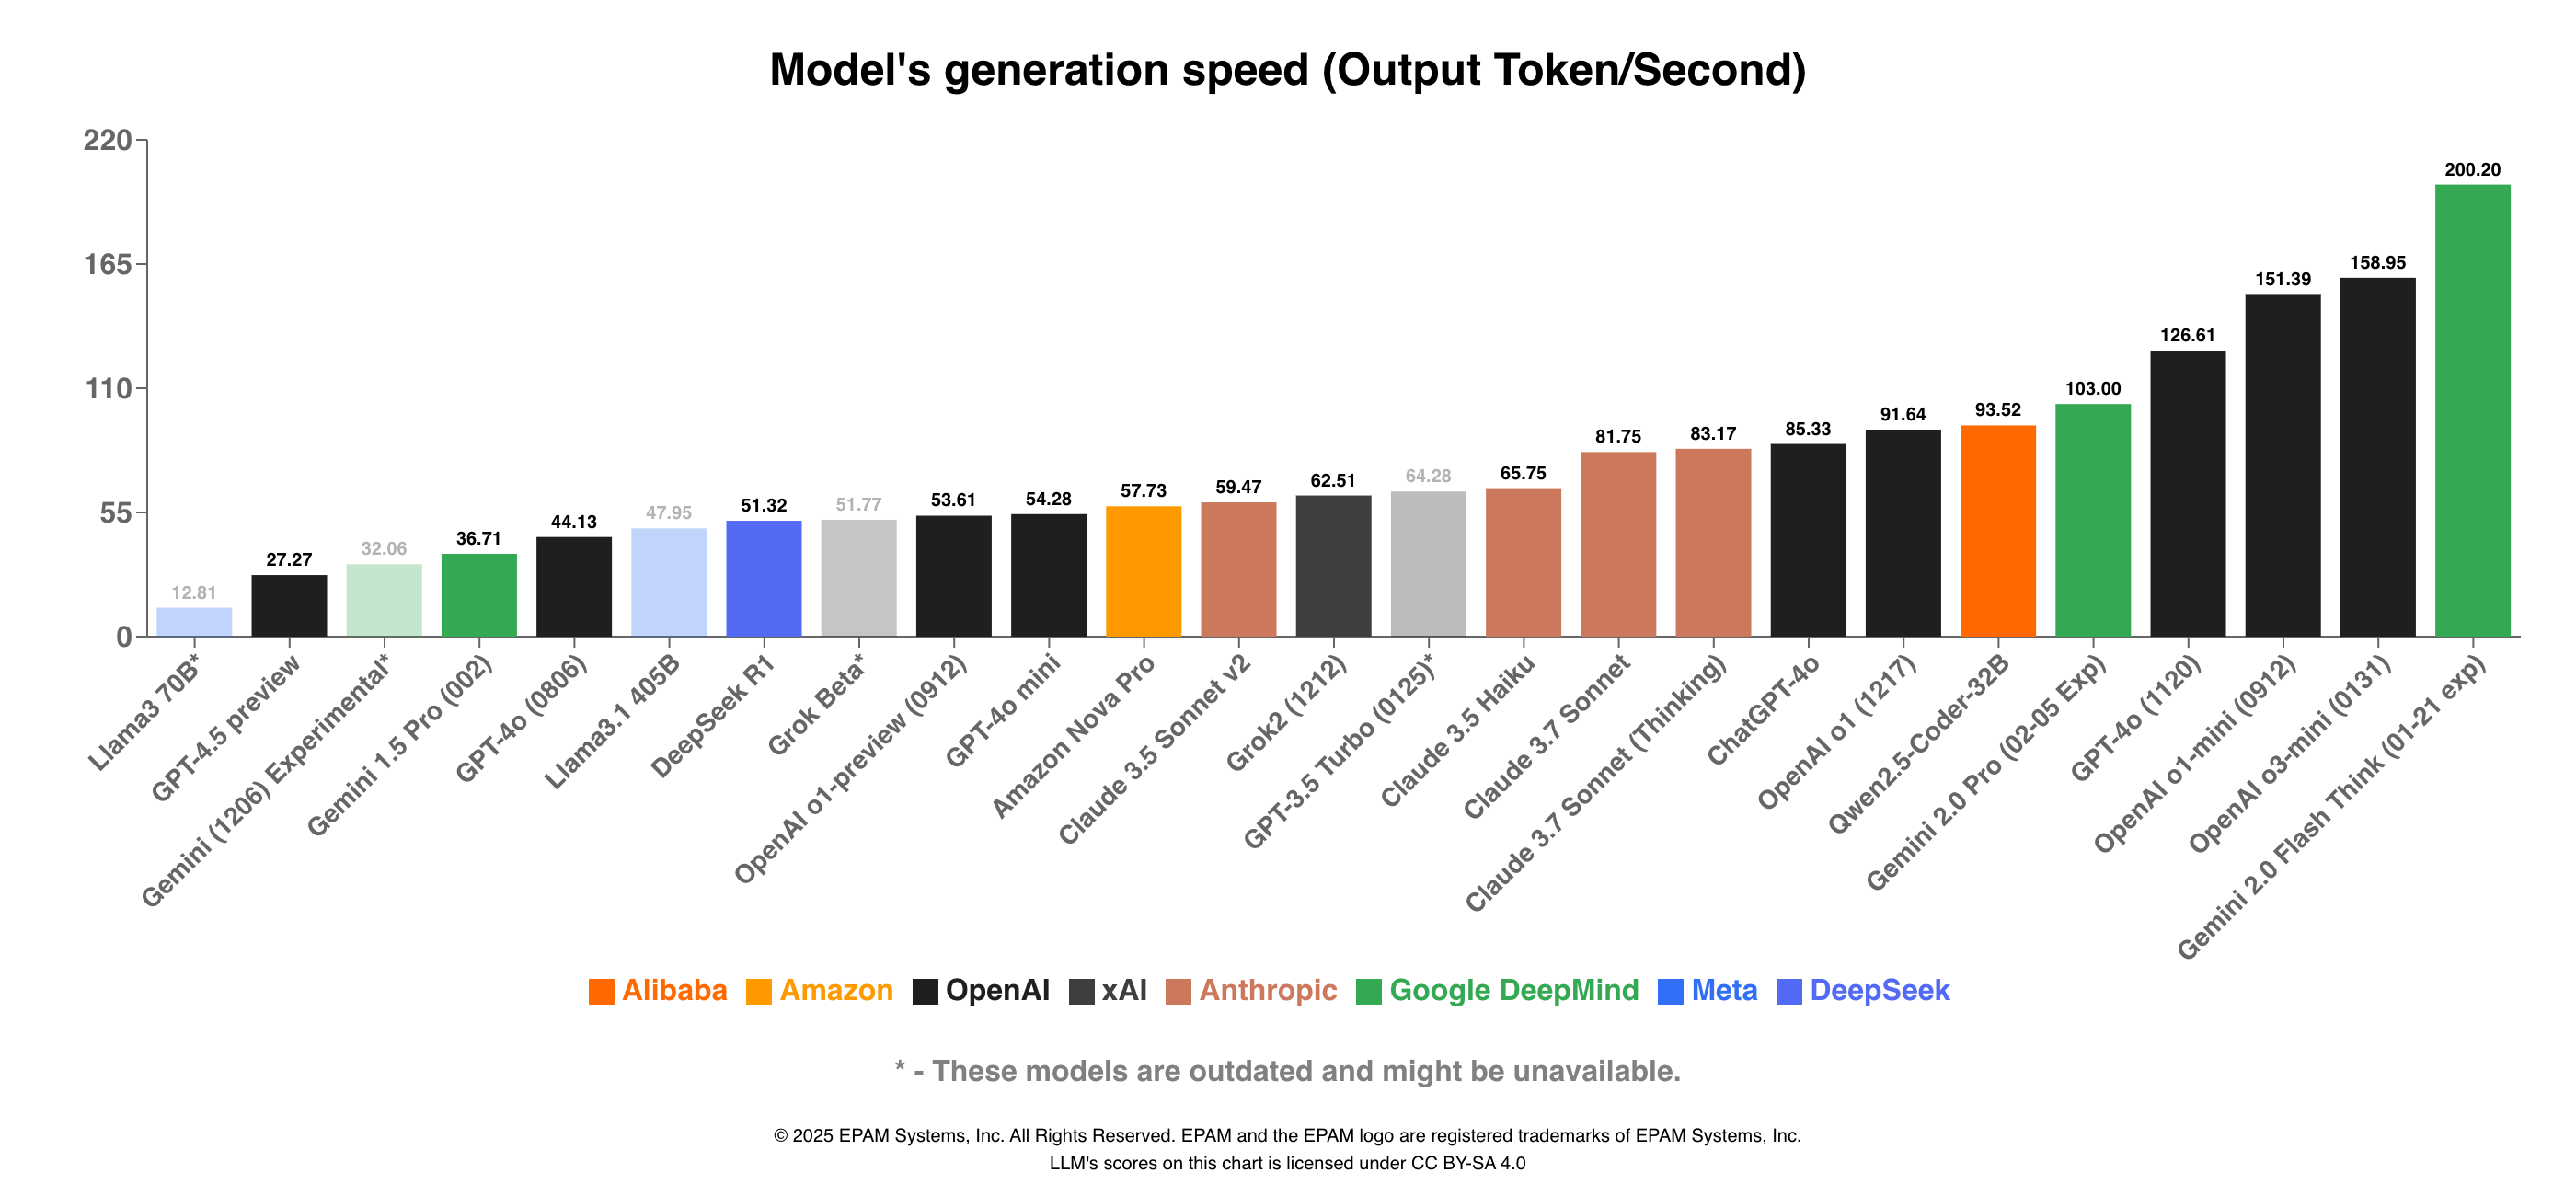 Model's generation speed (Output Token/Second)
220
165
110
55
0
12.81
27.27
32.06
36.71
44.13
47.95
51.32
51.77
53.61
54.28
57.73
59.47
62.51
64.28
65.75
81.75
83.17
85.33
91.64
93.52
103.00
126.61
151.39
158.95
200.20
Llama3 70B*
GPT-4.5 preview
Gemini (1206) Experimental*
Gemini 1.5 Pro (002)
GPT-4o (0806)
Llama3.1 405B
DeepSeek R1
Grok Beta*
OpenAI o1-preview (0912)
GPT-4o mini
Amazon Nova Pro
Claude 3.5 Sonnet v2
Grok2 (1212)
GPT-3.5 Turbo (0125)*
Claude 3.5 Haiku
Claude 3.7 Sonnet
Claude 3.7 Sonnet (Thinking)
ChatGPT-4o
OpenAI o1 (1217)
Qwen2.5-Coder-32B
Gemini 2.0 Pro (02-05 Exp)
GPT-4o (1120)
OpenAI o1-mini (0912)
OpenAI o3-mini (0131)
Gemini 2.0 Flash Think (01-21 exp)
Alibaba Amazon OpenAI xAI Anthropic Google DeepMind Meta DeepSeek
* - These models are outdated and might be unavailable.
© 2025 EPAM Systems, Inc. All Rights Reserved. EPAM and the EPAM logo are registered trademarks of EPAM Systems, Inc.
LLM's scores on this chart is licensed under CC BY-SA 4.0